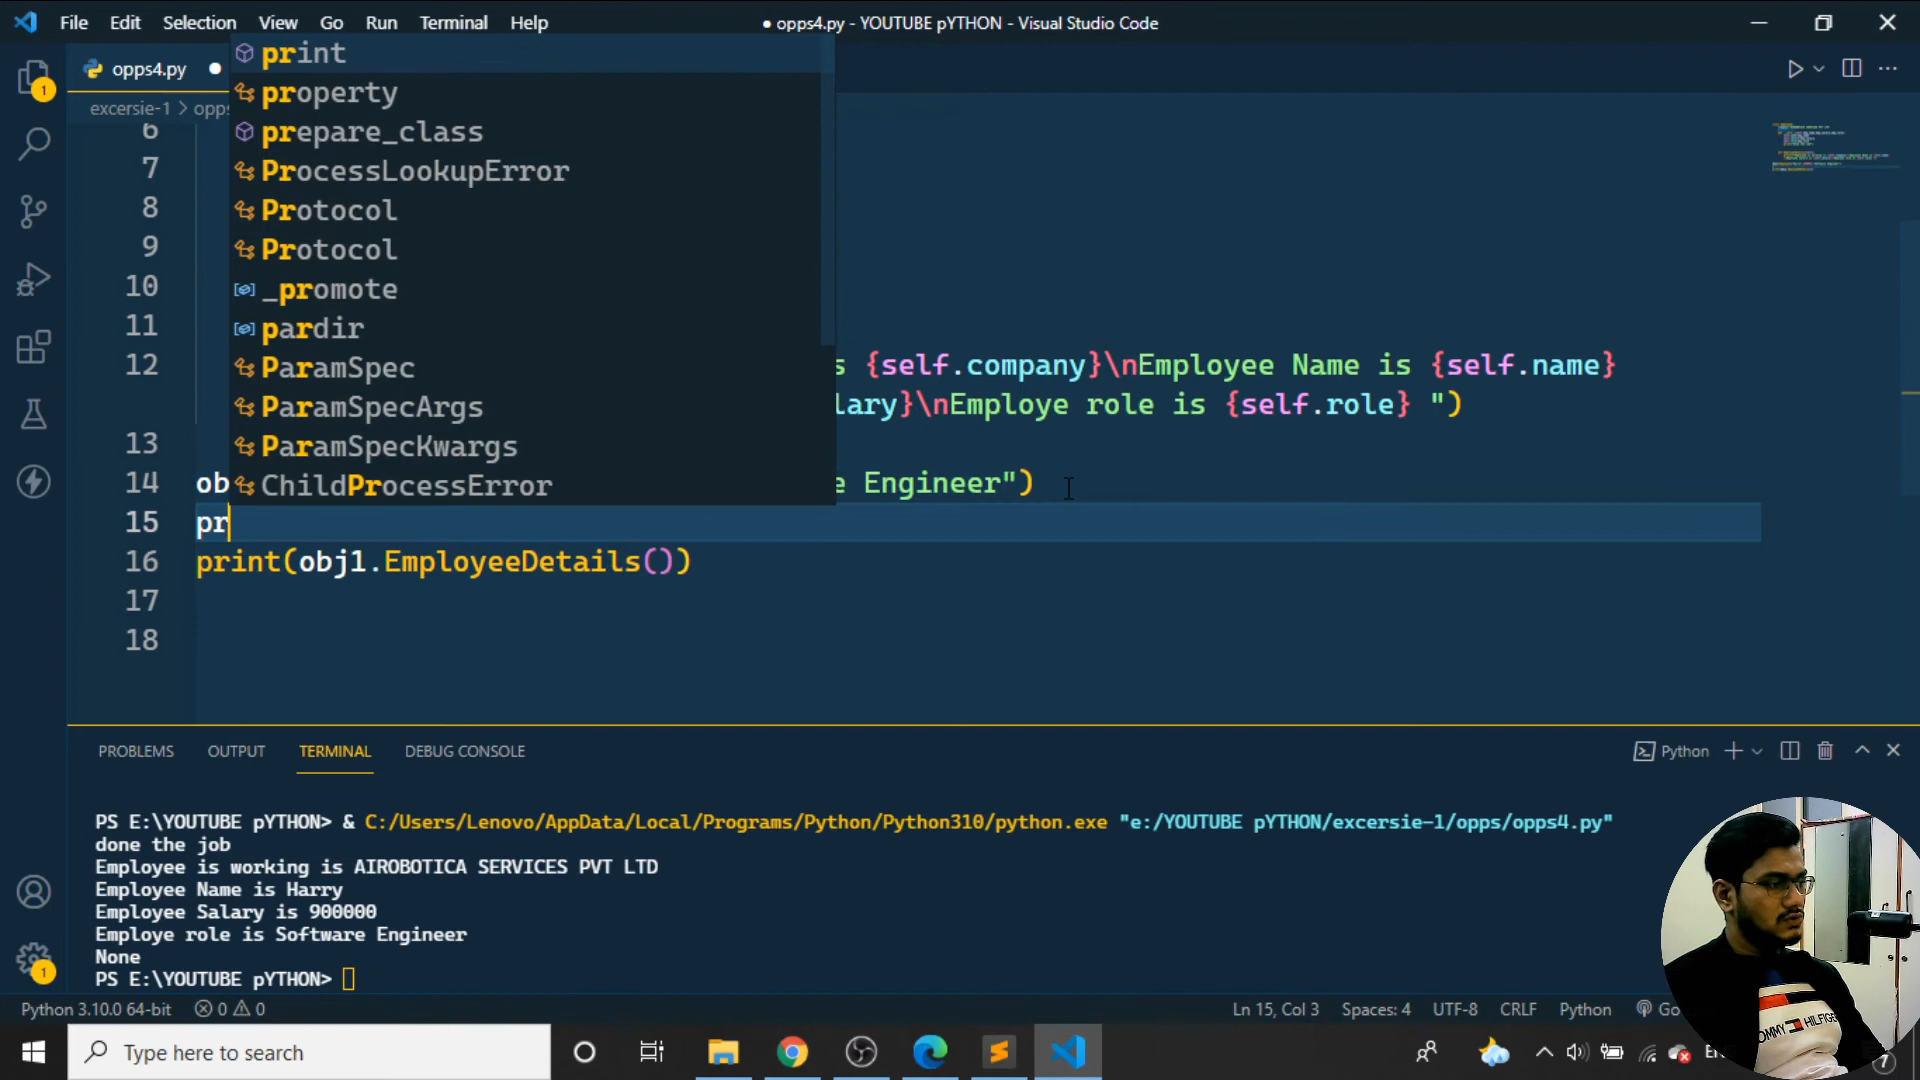 File Edit Selection View Go Run Terminal Help
● opps4.py - YOUTUBE pYTHON - Visual Studio Code
opps4.py
excersie-1 > opps
print
property
prepare_class
ProcessLookupError
Protocol
Protocol
_promote
pardir
ParamSpec
ParamSpecArgs
ParamSpecKwargs
ChildProcessError
6
7
8
9
10
11
12 s {self.company}\nEmployee Name is {self.name}
lary}\nEmploye role is {self.role} ")
13
14 ob e Engineer")
15 pr
16 print(obj1.EmployeeDetails())
17
18
PROBLEMS OUTPUT TERMINAL DEBUG CONSOLE
Python
PS E:\YOUTUBE pYTHON> & C:/Users/Lenovo/AppData/Local/Programs/Python/Python310/python.exe "e:/YOUTUBE pYTHON/excersie-1/opps/opps4.py"
done the job
Employee is working is AIROBOTICA SERVICES PVT LTD
Employee Name is Harry
Employee Salary is 900000
Employe role is Software Engineer
None
PS E:\YOUTUBE pYTHON>
1
1
Python 3.10.0 64-bit 0 0 Ln 15, Col 3 Spaces: 4 UTF-8 CRLF Python Go
TOMMY HILFIGER
Type here to search
7